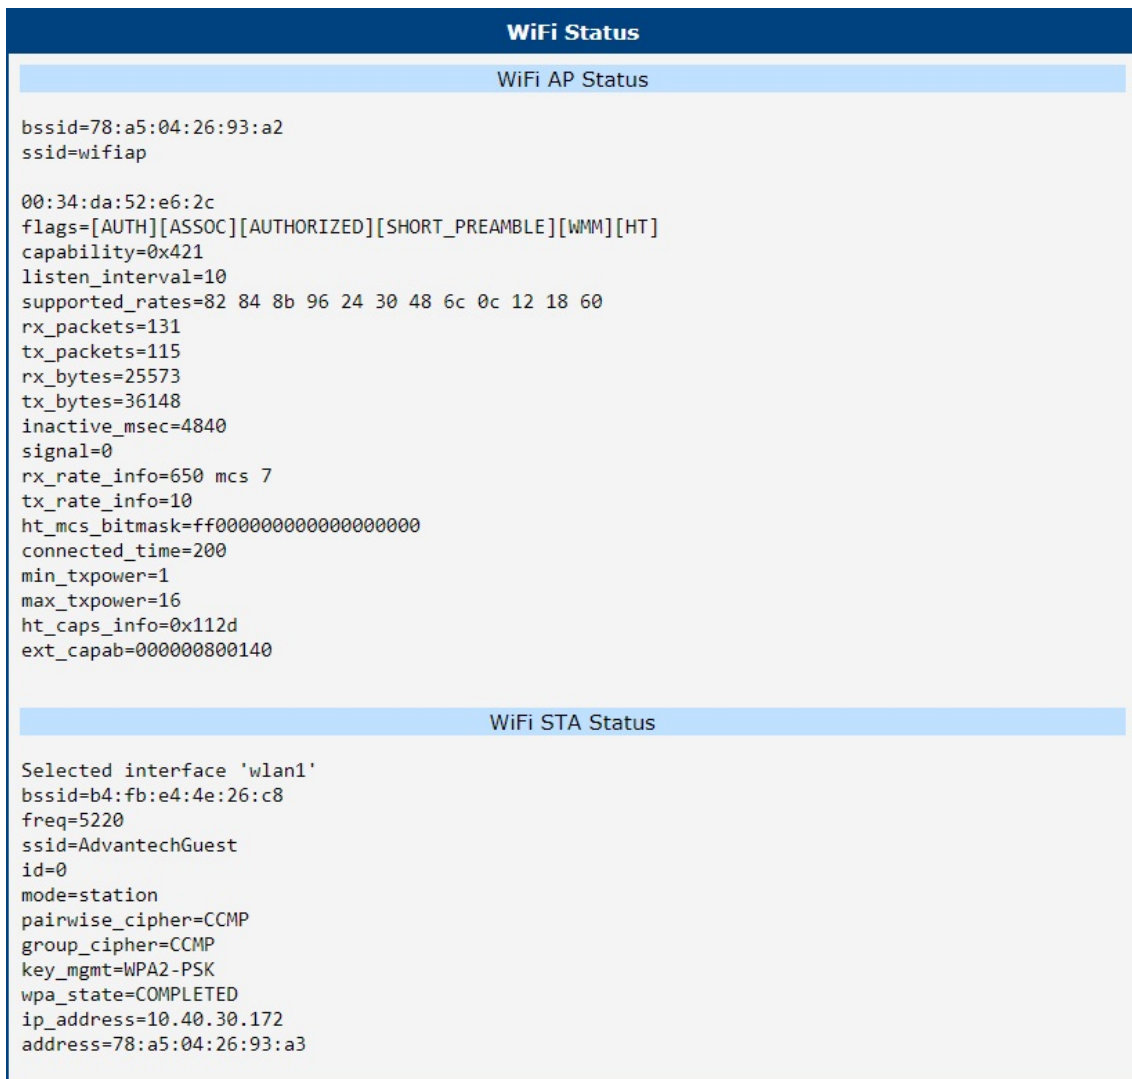 WiFi Status
WiFi AP Status
bssid=78:a5:04:26:93:a2
ssid=wifiap
00:34:da:52:e6:2c
flags=[AUTH][ASSOC][AUTHORIZED][SHORT_PREAMBLE][WMM][HT]
capability=0x421
listen_interval=10
supported_rates=82 84 8b 96 24 30 48 6c 0c 12 18 60
rx_packets=131
tx_packets=115
rx_bytes=25573
tx_bytes=36148
inactive_msec=4840
signal=0
rx_rate_info=650 mcs 7
tx_rate_info=10
ht_mcs_bitmask=ff000000000000000000
connected_time=200
min_txpower=1
max_txpower=16
ht_caps_info=0x112d
ext_capab=000000800140
WiFi STA Status
Selected interface 'wlan1'
bssid=b4:fb:e4:4e:26:c8
freq=5220
ssid=AdvantechGuest
id=0
mode=station
pairwise_cipher=CCMP
group_cipher=CCMP
key_mgmt=WPA2-PSK
wpa_state=COMPLETED
ip_address=10.40.30.172
address=78:a5:04:26:93:a3